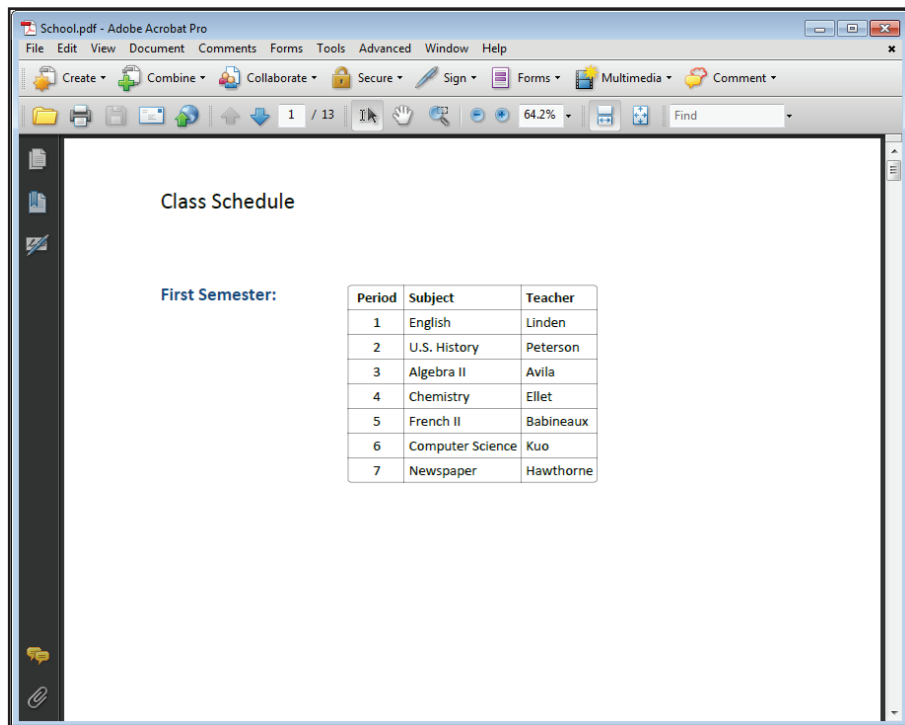 School.pdf - Adobe Acrobat Pro
File Edit View Document Comments Forms Tools Advanced Window Help
Create Combine Collaborate Secure Sign Forms Multimedia Comment
1 / 13 64.2% Find
Class Schedule
First Semester:
Period Subject Teacher
1 English Linden
2 U.S. History Peterson
3 Algebra II Avila
4 Chemistry Ellet
5 French II Babineaux
6 Computer Science Kuo
7 Newspaper Hawthorne